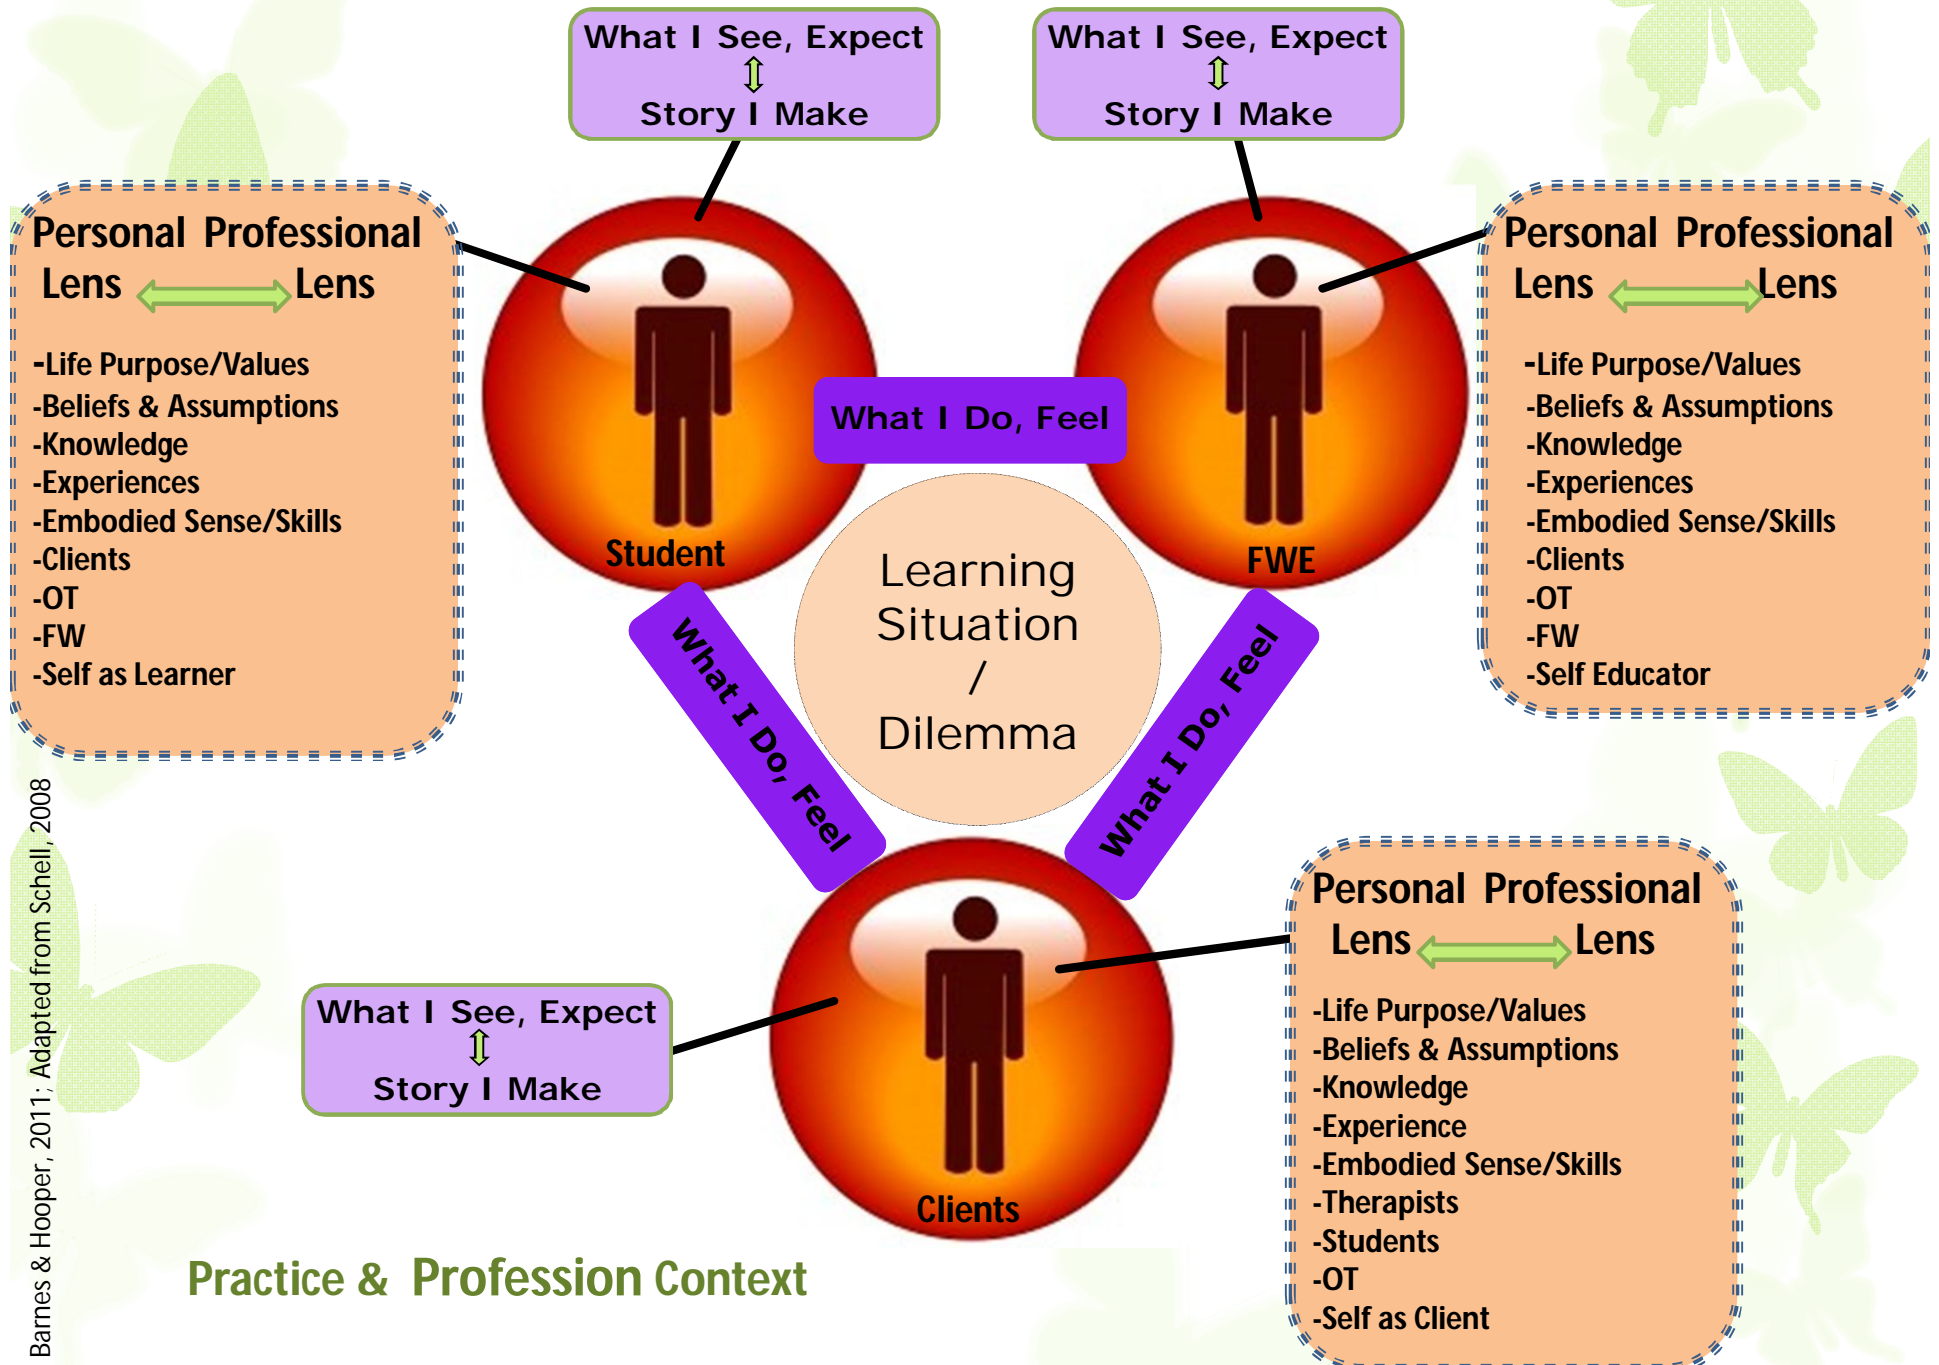 What I See, Expect
Story I Make
What I See, Expect
Story I Make
Personal Professional
Lens Lens
-Life Purpose/Values
-Beliefs & Assumptions
-Knowledge
-Experiences
-Embodied Sense/Skills
-Clients
-OT
-FW
-Self as Learner
Student
What I Do, Feel
FWE
Personal Professional
Lens Lens
-Life Purpose/Values
-Beliefs & Assumptions
-Knowledge
-Experiences
-Embodied Sense/Skills
-Clients
-OT
-FW
-Self Educator
Learning
Situation
/
Dilemma
What I Do, Feel
What I Do, Feel
What I See, Expect
Story I Make
Clients
Personal Professional
Lens Lens
-Life Purpose/Values
-Beliefs & Assumptions
-Knowledge
-Experience
-Embodied Sense/Skills
-Therapists
-Students
-OT
-Self as Client
Practice & Profession Context
Barnes & Hooper, 2011; Adapted from Schell, 2008